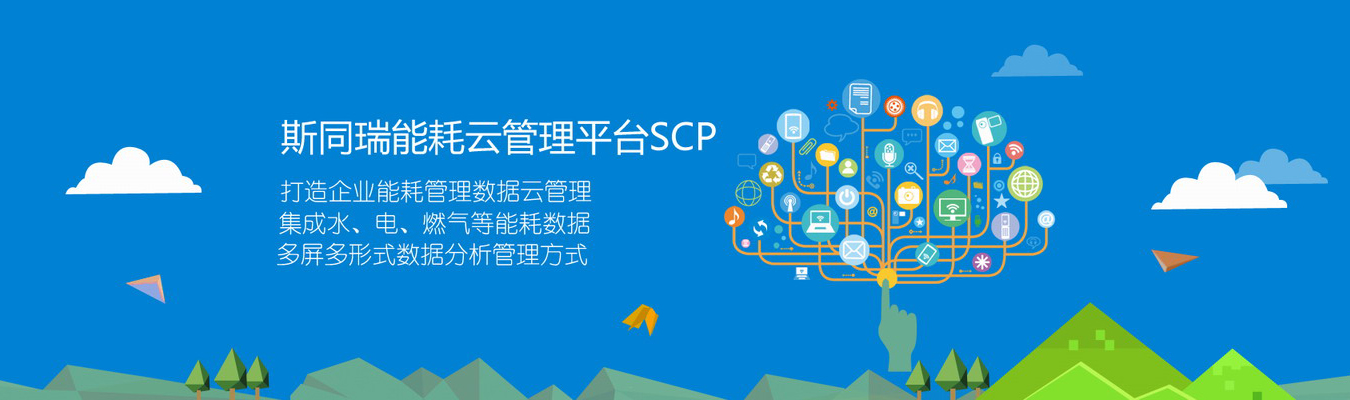 斯同瑞能耗云管理平台SCP
打造企业能耗管理数据云管理
集成水、电、燃气等能耗数据
多屏多形式数据分析管理方式